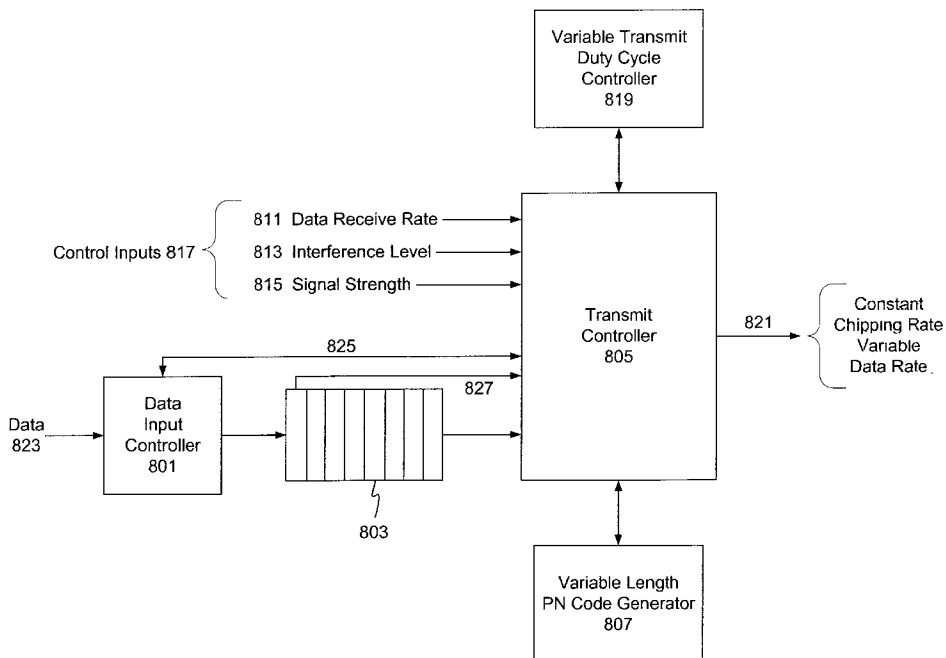 Variable Transmit
Duty Cycle
Controller
819
811 Data Receive Rate
Control Inputs 817
813 Interference Level
815 Signal Strength
Transmit
Controller
805
821
Constant
Chipping Rate
Variable
Data Rate
825
827
Data
823
Data
Input
Controller
801
803
Variable Length
PN Code Generator
807